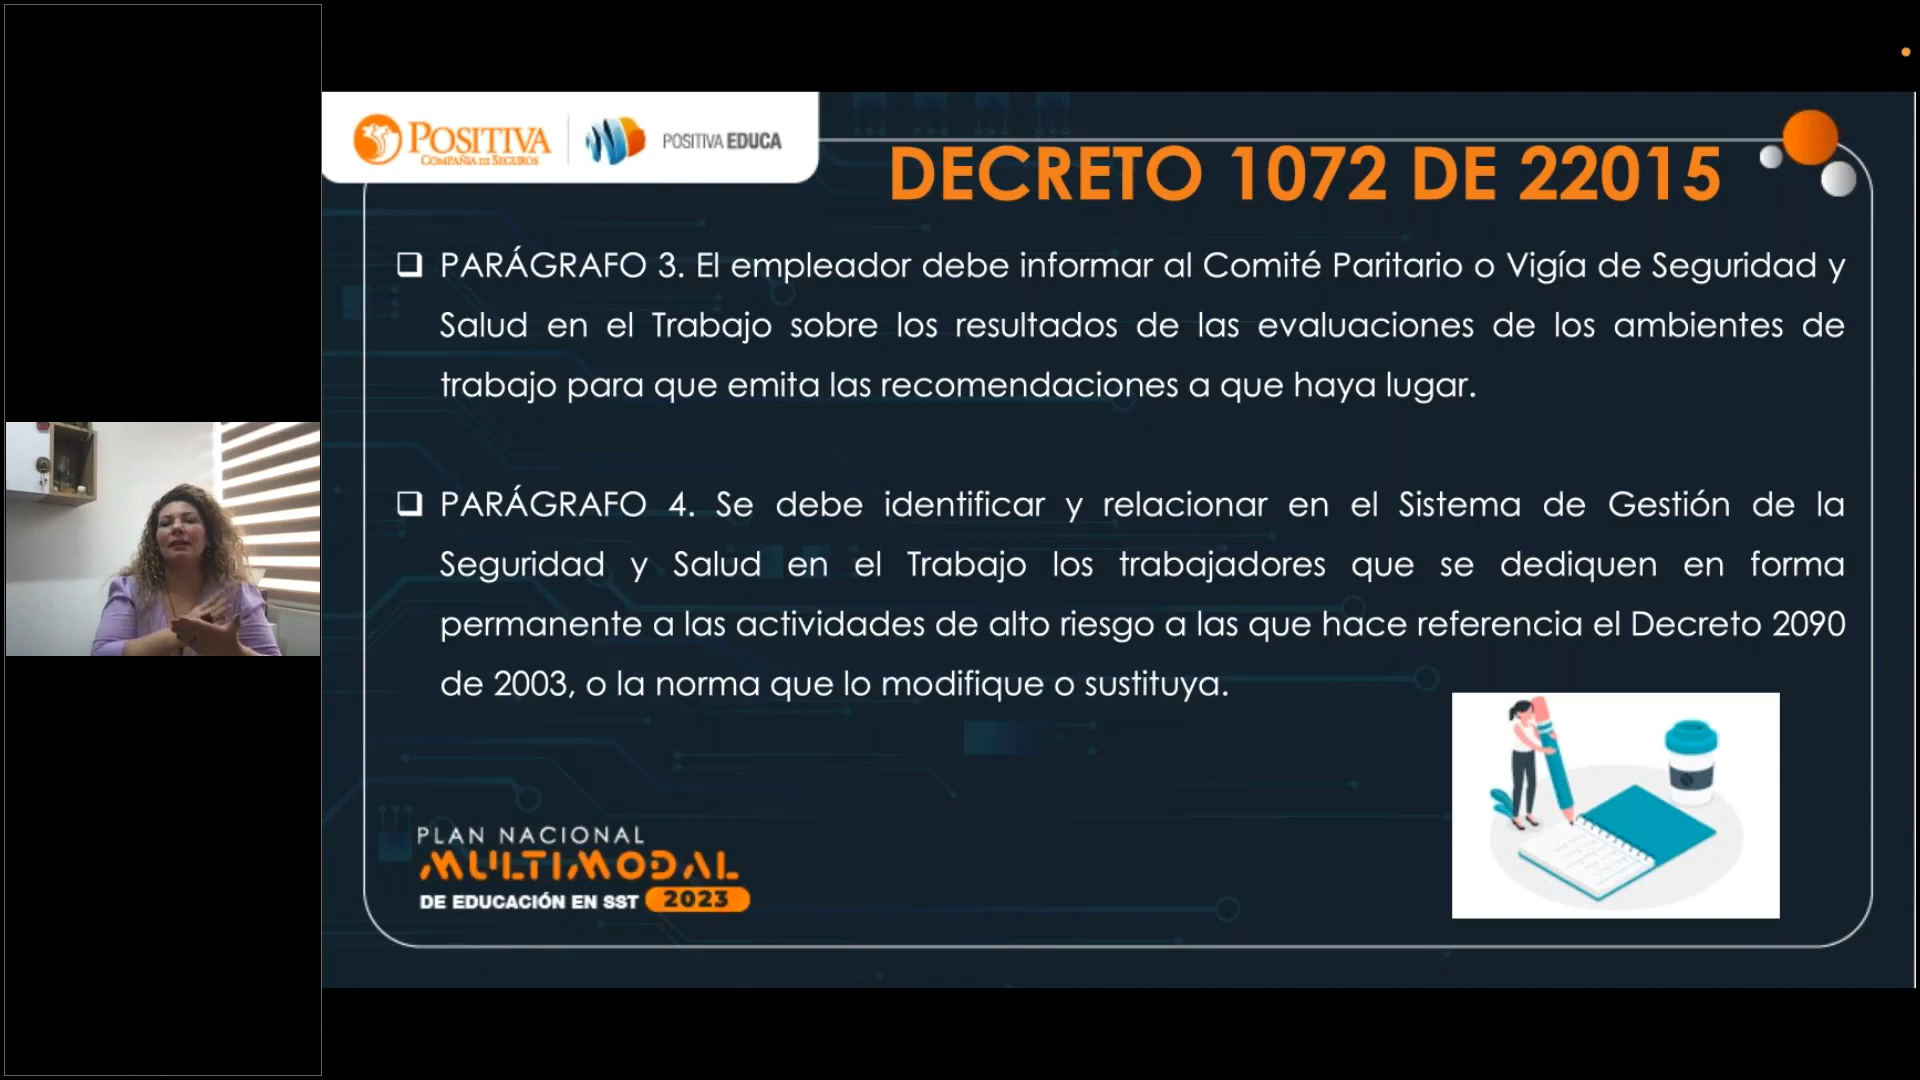 POSITIVA
COMPAÑIA DE SEGUROS
POSITIVA EDUCA
DECRETO 1072 DE 22015
❑ PARÁGRAFO 3. El empleador debe informar al Comité Paritario o Vigía de Seguridad y
Salud en el Trabajo sobre los resultados de las evaluaciones de los ambientes de
trabajo para que emita las recomendaciones a que haya lugar.
❑ PARÁGRAFO 4. Se debe identificar y relacionar en el Sistema de Gestión de la
Seguridad y Salud en el Trabajo los trabajadores que se dediquen en forma
permanente a las actividades de alto riesgo a las que hace referencia el Decreto 2090
de 2003, o la norma que lo modifique o sustituya.
PLAN NACIONAL
MULTIMODAL
DE EDUCACIÓN EN SST 2023